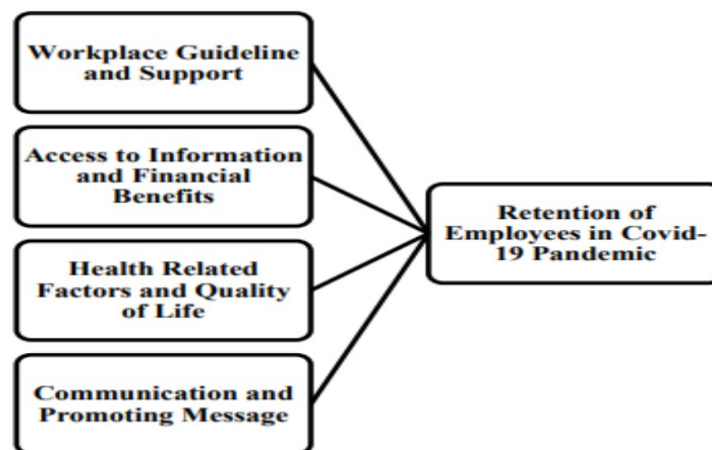 Workplace Guideline
and Support
Access to Information
and Financial
Benefits
Health Related
Factors and Quality
of Life
Communication and
Promoting Message
Retention of
Employees in Covid-
19 Pandemic